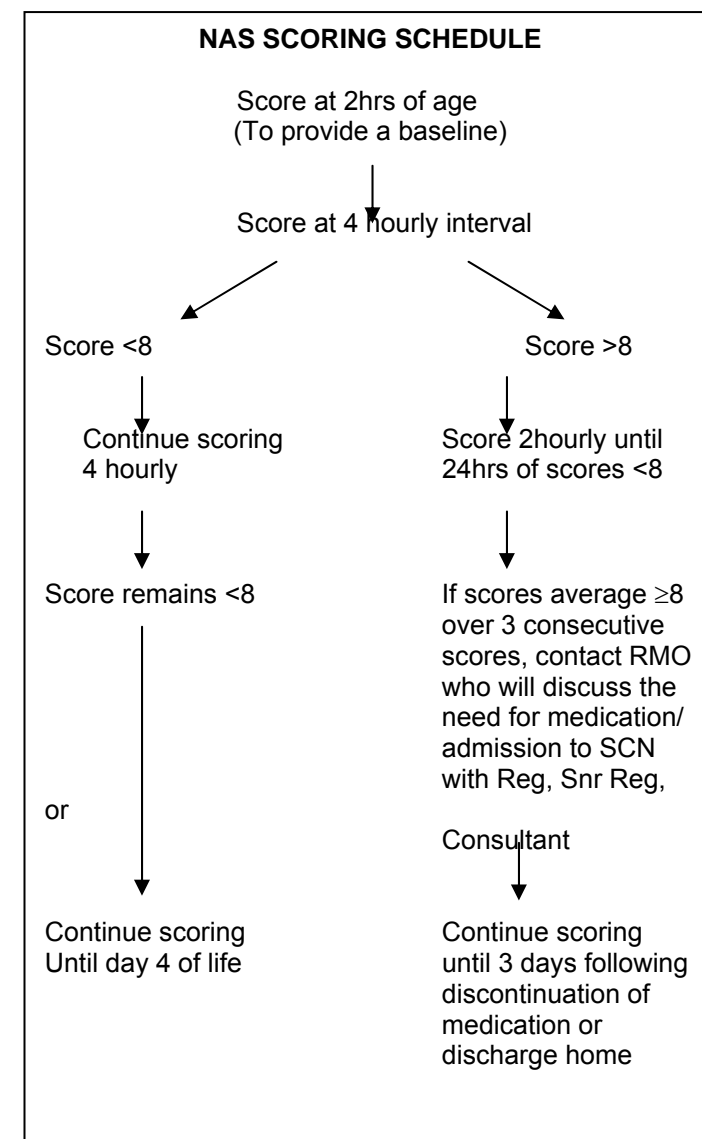 NAS SCORING SCHEDULE
Score at 2hrs of age
(To provide a baseline)
Score at 4 hourly interval
Score <8
Continue scoring
4 hourly
Score remains <8
or
Continue scoring
Until day 4 of life
Score >8
Score 2hourly until
24hrs of scores <8
If scores average ≥8
over 3 consecutive
scores, contact RMO
who will discuss the
need for medication/
admission to SCN
with Reg, Snr Reg,
Consultant
Continue scoring
until 3 days following
discontinuation of
medication or
discharge home